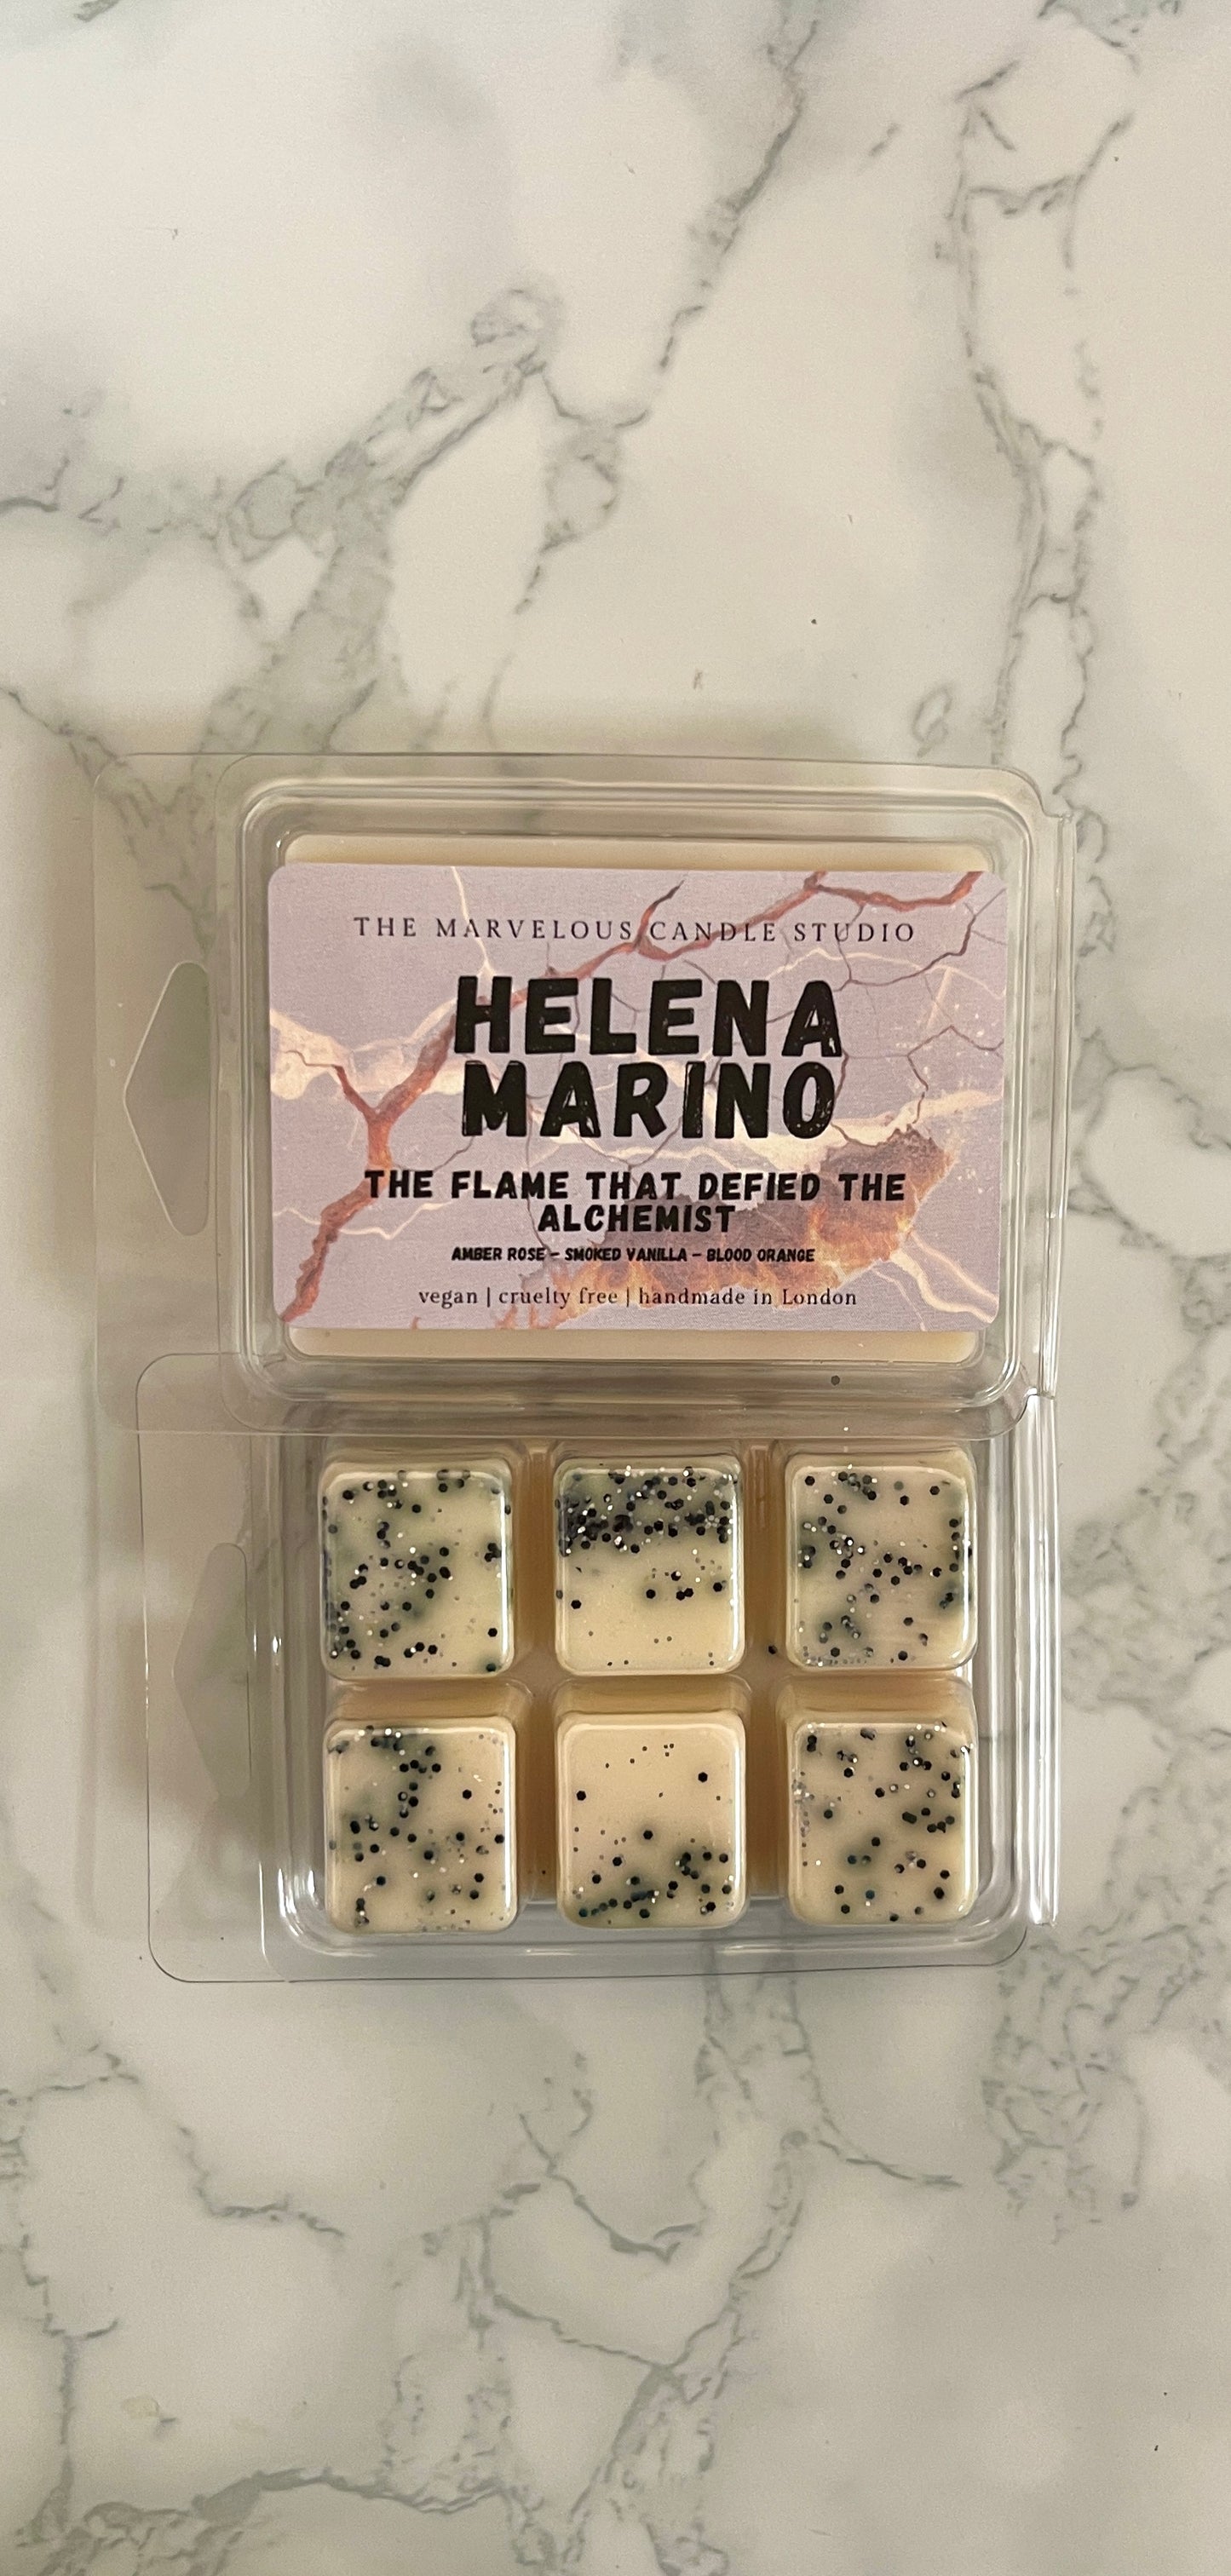 THE MARVELOUS CANDLE STUDIO
HELENA
MARINO
THE FLAME THAT DEFIED THE
ALCHEMIST
AMBER ROSE – SMOKED VANILLA – BLOOD ORANGE
vegan | cruelty free | handmade in London